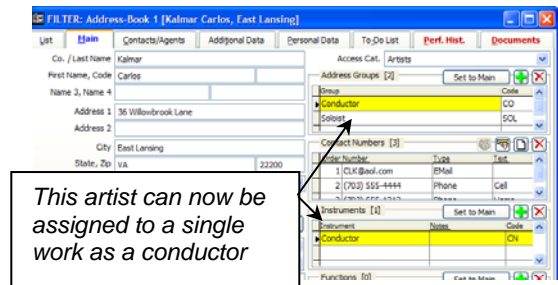 FILTER: Address-Book 1 [Kalmar Carlos, East Lansing]
List Main Contacts/Agents Additional Data Personal Data To-Do List Perf. Hist. Documents
Co. / Last Name Kalmar Access Cat. Artists
First Name, Code Carlos Address Groups [2] Set to Main
Name 3, Name 4 Group Code
Conductor CO
Address 1 36 Willowbrook Lane Soloist SOL
Address 2
City East Lansing Contact Numbers [3]
State, Zip VA 22200 Order Number Type Text
1 CLK@aol.com EMail
2 (703) 555-4444 Phone Cell
Instruments [1] Set to Main
Instrument Notes Code
Conductor CN
Functions [0] Set to Main
This artist can now be
assigned to a single
work as a conductor